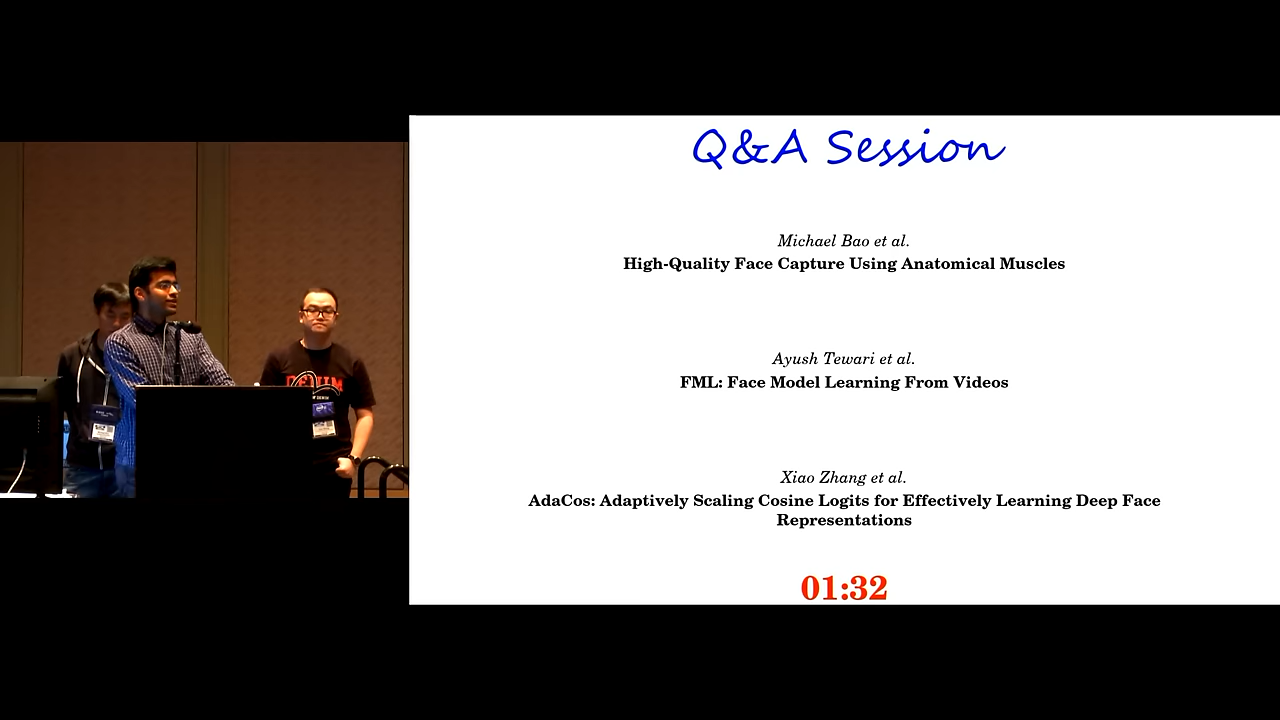 Q&A Session
Michael Bao et al.
High-Quality Face Capture Using Anatomical Muscles
Ayush Tewari et al.
FML: Face Model Learning From Videos
Xiao Zhang et al.
AdaCos: Adaptively Scaling Cosine Logits for Effectively Learning Deep Face
Representations
01:32